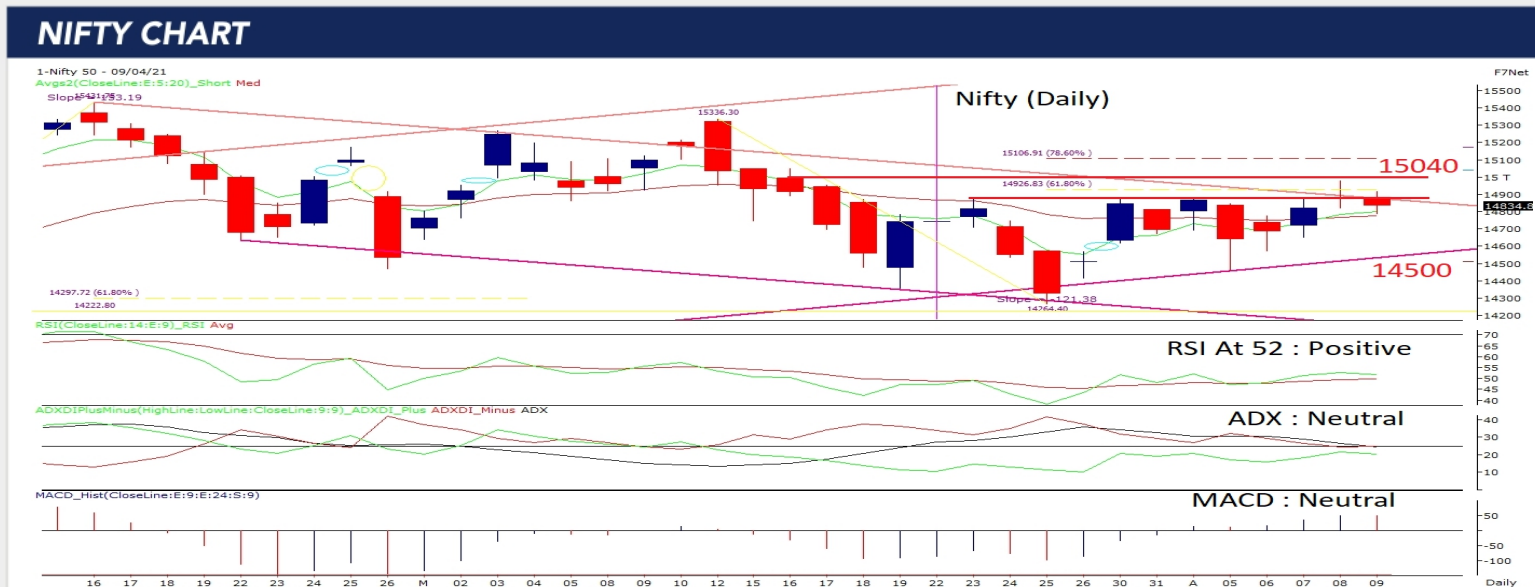 NIFTY CHART
1-Nifty 50 - 09/04/21
F7Net
Avgs2(CloseLine:E:5:20)_Short Med
Nifty (Daily)
15336.30
15106.91 (78.60% )
15040
14926.83 (61.80% )
14500
14297.72 (61.80% )
14222.80
14264.40
15500
15400
15300
15200
15100
15 T
14900
14834.8
14800
14700
14600
14500
14400
14300
14200
RSI(CloseLine:14:E:9)_RSI Avg
RSI At 52 : Positive
70
65
60
55
50
45
40
ADXDIPlusMinus(HighLine:LowLine:CloseLine:9:9)_ADXDI_Plus ADXDI_Minus ADX
ADX : Neutral
40
30
20
10
MACD_Hist(CloseLine:E:9:E:24:S:9)
MACD : Neutral
50
-50
-100
16 17 18 19 22 23 24 25 26 M 02 03 04 05 08 09 10 12 15 16 17 18 19 22 23 24 25 26 30 31 A 05 06 07 08 09 Daily